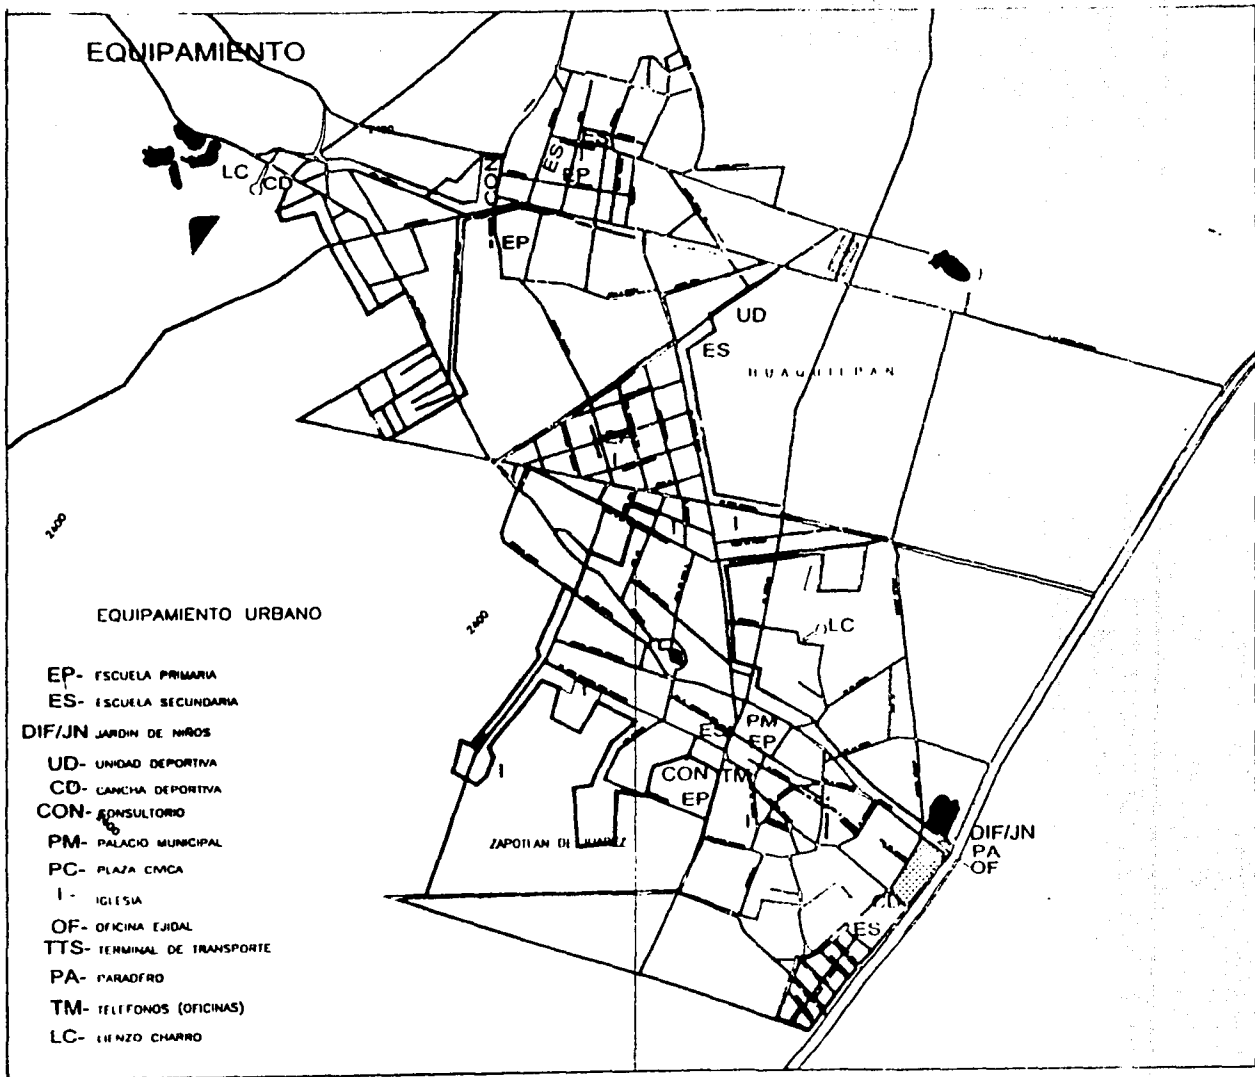 EQUIPAMIENTO
2400
LC
CD
CON
ES
ES
EP
EP
UD
ES
HUAQUILPAN
2400
2400
LC
EQUIPAMIENTO URBANO
EP- ESCUELA PRIMARIA
ES- ESCUELA SECUNDARIA
DIF/JN JARDIN DE NIÑOS
UD- UNIDAD DEPORTIVA
CD- CANCHA DEPORTIVA
CON- CONSULTORIO
PM- PALACIO MUNICIPAL
PC- PLAZA CIVICA
I - IGLESIA
OF- OFICINA EJIDAL
TTS- TERMINAL DE TRANSPORTE
PA- PARADERO
TM- TELEFONOS (OFICINAS)
LC- LIENZO CHARRO
I
I
I
ES
PM
EP
CON TM
EP
I
I
ZAPOTLAN DE JUAREZ
DIF/JN
PA
OF
ES